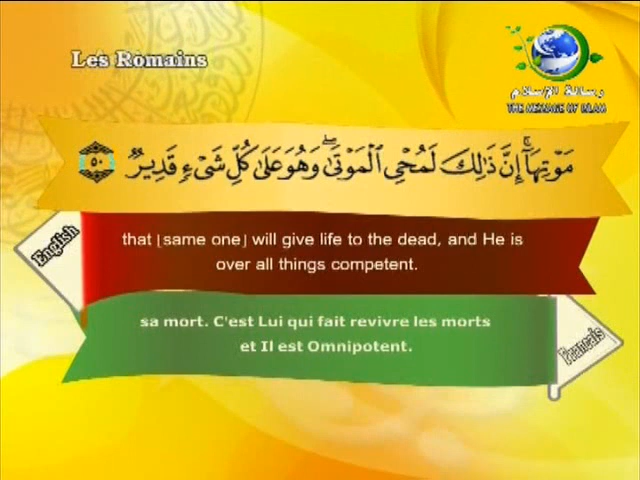 Les Romains
رسالة الإسلام
THE MESSAGE OF ISLAM
مَوْتِهَآ ۚ إِنَّ ذَٰلِكَ لَمُحْيِ ٱلْمَوْتَىٰ ۖ وَهُوَ عَلَىٰ كُلِّ شَىْءٍ قَدِيرٌ ٥٠
English
that [same one] will give life to the dead, and He is
over all things competent.
sa mort. C'est Lui qui fait revivre les morts
et Il est Omnipotent.
Francais